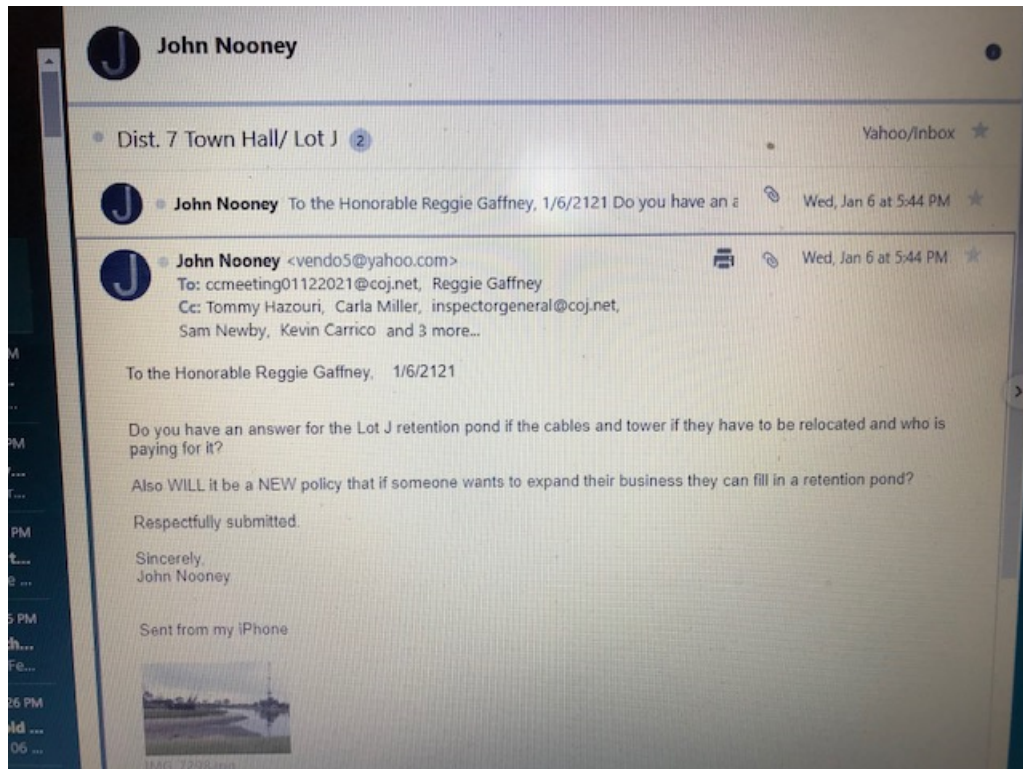 J
John Nooney
Dist. 7 Town Hall/ Lot J 2
Yahoo/Inbox
J
John Nooney To the Honorable Reggie Gaffney, 1/6/2121 Do you have an a
Wed, Jan 6 at 5:44 PM
J
John Nooney <vendo5@yahoo.com>
Wed, Jan 6 at 5:44 PM
To: ccmeeting01122021@coj.net, Reggie Gaffney
Cc: Tommy Hazouri, Carla Miller, inspectorgeneral@coj.net,
Sam Newby, Kevin Carrico and 3 more...
To the Honorable Reggie Gaffney, 1/6/2121
Do you have an answer for the Lot J retention pond if the cables and tower if they have to be relocated and who is
paying for it?
Also WILL it be a NEW policy that if someone wants to expand their business they can fill in a retention pond?
Respectfully submitted.
Sincerely,
John Nooney
Sent from my iPhone
M
PM
PM
PM
26 PM
06 ...